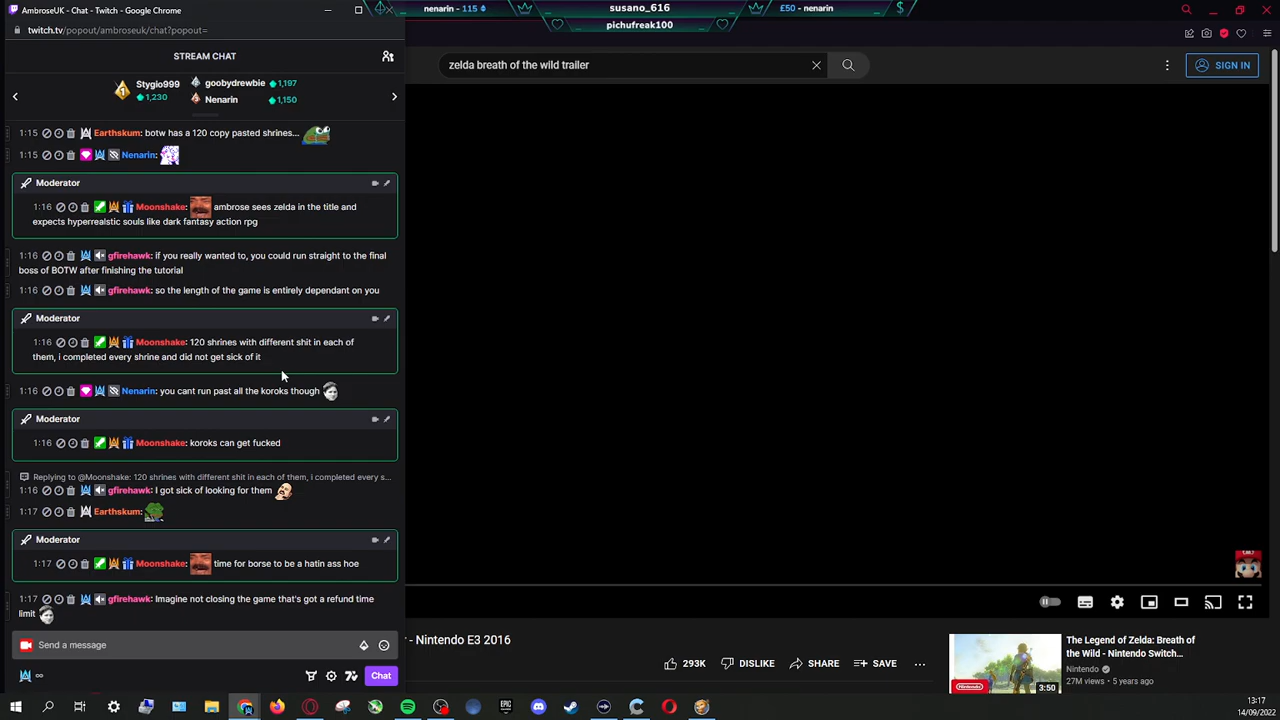 AmbroseUK - Chat - Twitch - Google Chrome
nenarin - 115
susano_616
£50 - nenarin
$
pichufreak100
twitch.tv/popout/ambroseuk/chat?popout=
STREAM CHAT
zelda breath of the wild trailer
SIGN IN
Stygio999
1,230
goobydrewbie 1,197
Nenarin 1,150
1:15 Earthskum: botw has a 120 copy pasted shrines...
1:15 Nenarin:
Moderator
1:16 Moonshake: ambrose sees zelda in the title and
expects hyperrealstic souls like dark fantasy action rpg
1:16 gfirehawk: if you really wanted to, you could run straight to the final
boss of BOTW after finishing the tutorial
1:16 gfirehawk: so the length of the game is entirely dependant on you
Moderator
1:16 Moonshake: 120 shrines with different shit in each of
them, i completed every shrine and did not get sick of it
1:16 Nenarin: you cant run past all the koroks though
Moderator
1:16 Moonshake: koroks can get fucked
Replying to @Moonshake: 120 shrines with different shit in each of them, i completed every s...
1:16 gfirehawk: I got sick of looking for them
1:17 Earthskum:
Moderator
1:17 Moonshake: time for borse to be a hatin ass hoe
1:17 gfirehawk: Imagine not closing the game that's got a refund time
limit
Send a message
Chat
- Nintendo E3 2016
293K DISLIKE SHARE SAVE ...
The Legend of Zelda: Breath of
the Wild - Nintendo Switch...
Nintendo
27M views • 5 years ago
3:50
13:17
14/09/2022